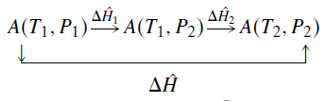 A(T₁, P₁) →^{ΔĤ₁} A(T₁, P₂) →^{ΔĤ₂} A(T₂, P₂)
ΔĤ